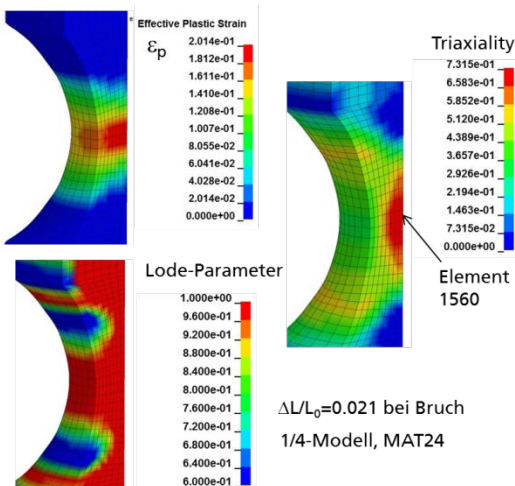 Effective Plastic Strain
εp
2.014e-01
1.812e-01
1.611e-01
1.410e-01
1.208e-01
1.007e-01
8.055e-02
6.041e-02
4.028e-02
2.014e-02
0.000e+00
Triaxiality
7.315e-01
6.583e-01
5.852e-01
5.120e-01
4.389e-01
3.657e-01
2.926e-01
2.194e-01
1.463e-01
7.315e-02
0.000e+00
Element
1560
Lode-Parameter
1.000e+00
9.600e-01
9.200e-01
8.800e-01
8.400e-01
8.000e-01
7.600e-01
7.200e-01
6.800e-01
6.400e-01
6.000e-01
ΔL/L₀=0.021 bei Bruch
1/4-Modell, MAT24